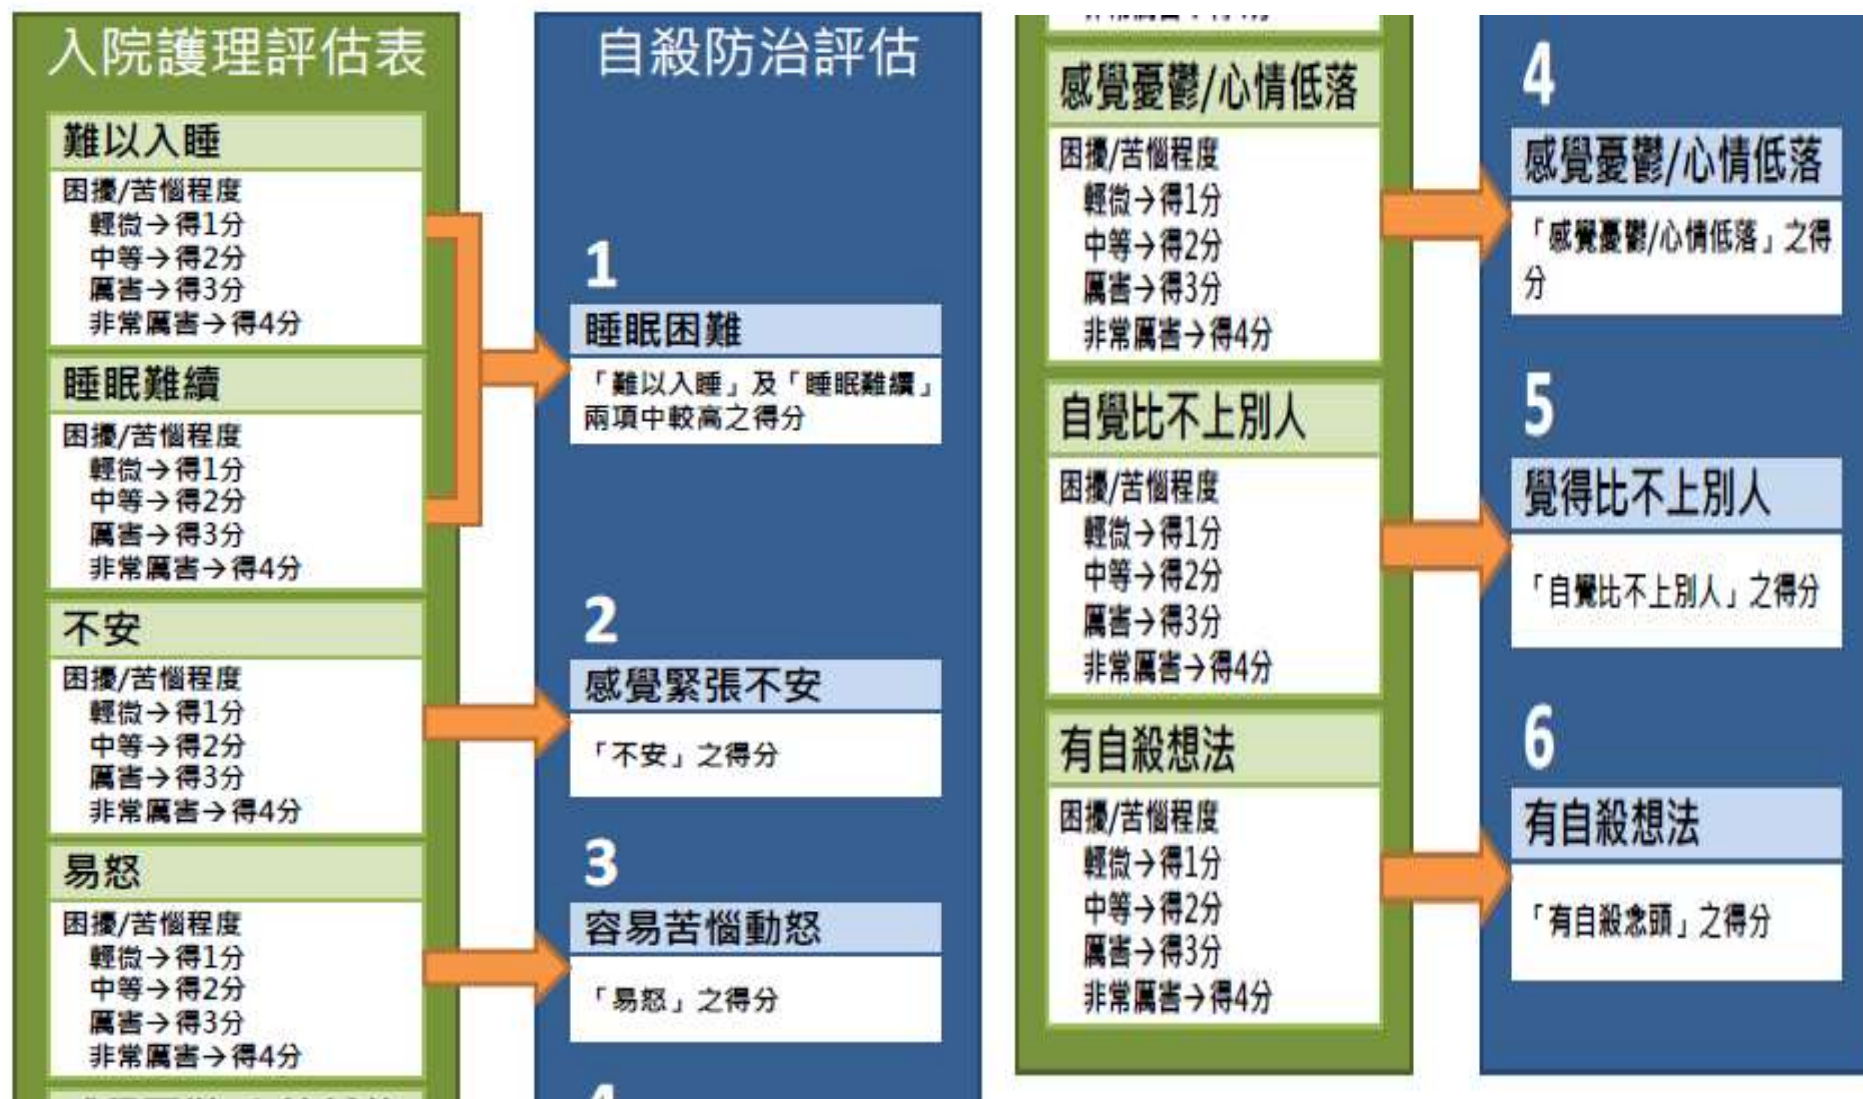 入院護理評估表
難以入睡
困擾/苦惱程度
輕微→得1分
中等→得2分
厲害→得3分
非常厲害→得4分
睡眠難續
困擾/苦惱程度
輕微→得1分
中等→得2分
厲害→得3分
非常厲害→得4分
不安
困擾/苦惱程度
輕微→得1分
中等→得2分
厲害→得3分
非常厲害→得4分
易怒
困擾/苦惱程度
輕微→得1分
中等→得2分
厲害→得3分
非常厲害→得4分
自殺防治評估
1
睡眠困難
「難以入睡」及「睡眠難續」
兩項中較高之得分
2
感覺緊張不安
「不安」之得分
3
容易苦惱動怒
「易怒」之得分
感覺憂鬱/心情低落
困擾/苦惱程度
輕微→得1分
中等→得2分
厲害→得3分
非常厲害→得4分
自覺比不上別人
困擾/苦惱程度
輕微→得1分
中等→得2分
厲害→得3分
非常厲害→得4分
有自殺想法
困擾/苦惱程度
輕微→得1分
中等→得2分
厲害→得3分
非常厲害→得4分
4
感覺憂鬱/心情低落
「感覺憂鬱/心情低落」之得
分
5
覺得比不上別人
「自覺比不上別人」之得分
6
有自殺想法
「有自殺念頭」之得分